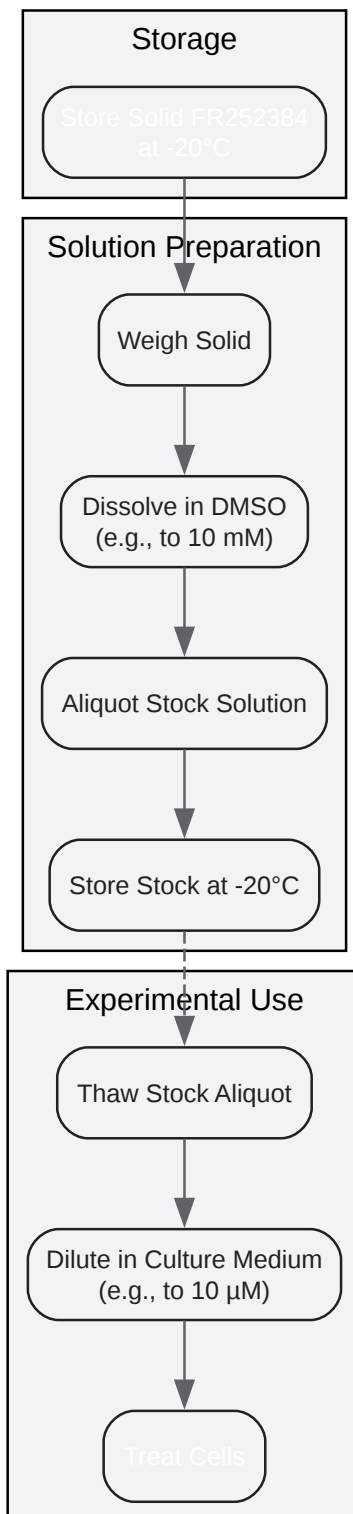 Storage
Store Solid FR252384
at -20°C
Solution Preparation
Weigh Solid
Dissolve in DMSO
(e.g., to 10 mM)
Aliquot Stock Solution
Store Stock at -20°C
Experimental Use
Thaw Stock Aliquot
Dilute in Culture Medium
(e.g., to 10 µM)
Treat Cells